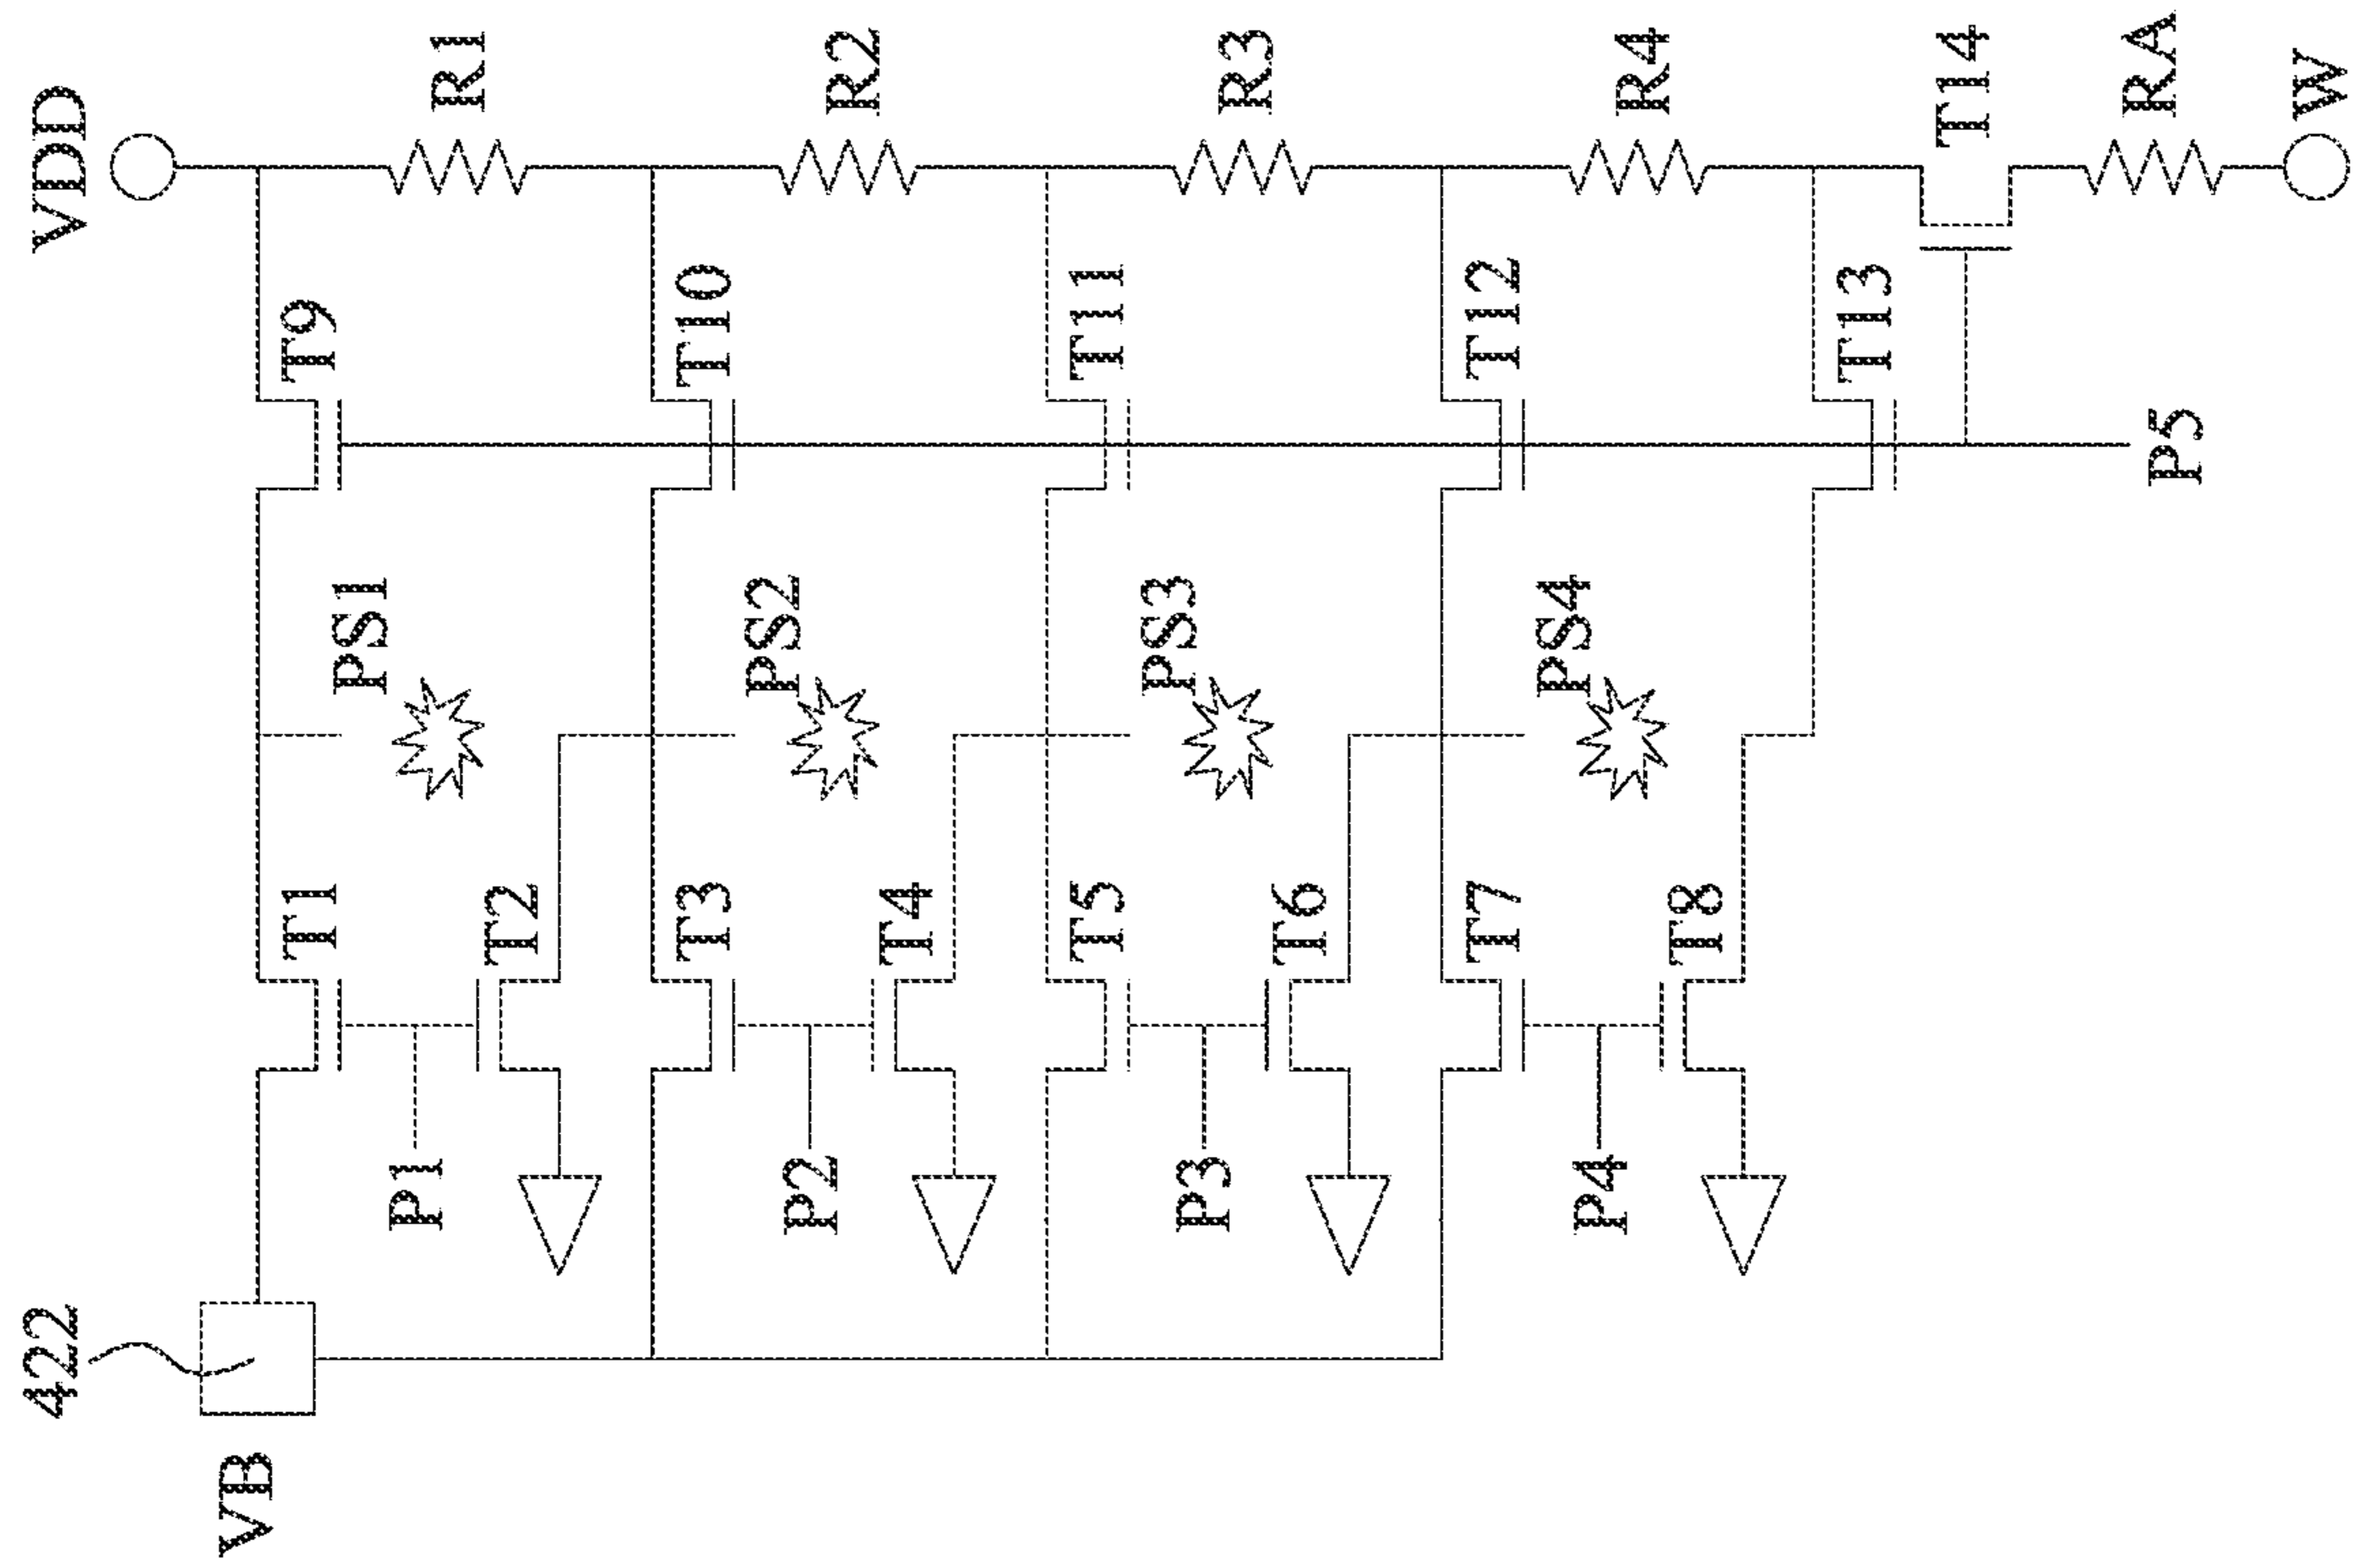 VDD
R1
R2
R3
R4
T14
RA
W
T9
T10
T11
T12
T13
P5
PS1
PS2
PS3
PS4
T1
T2
T3
T4
T5
T6
T7
T8
P1
P2
P3
P4
422
VB